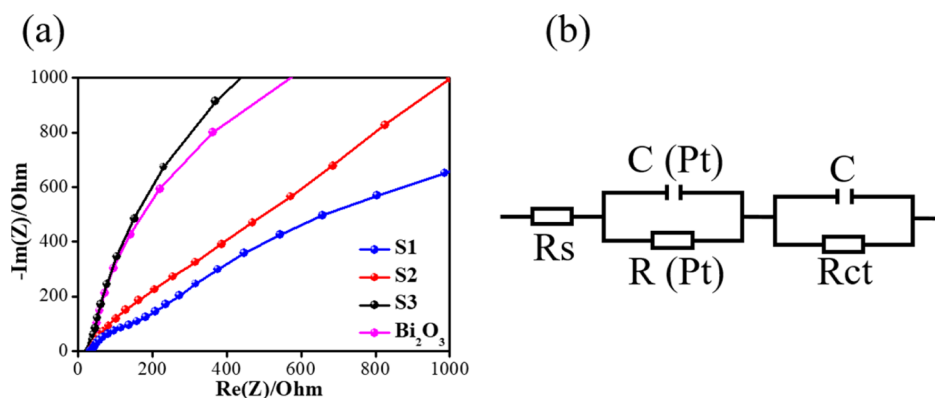 (a)
1000
800
600
400
200
0
-Im(Z)/Ohm
S1
S2
S3
Bi₂O₃
0 200 400 600 800 1000
Re(Z)/Ohm
(b)
C (Pt)
C
Rs
R (Pt)
Rct